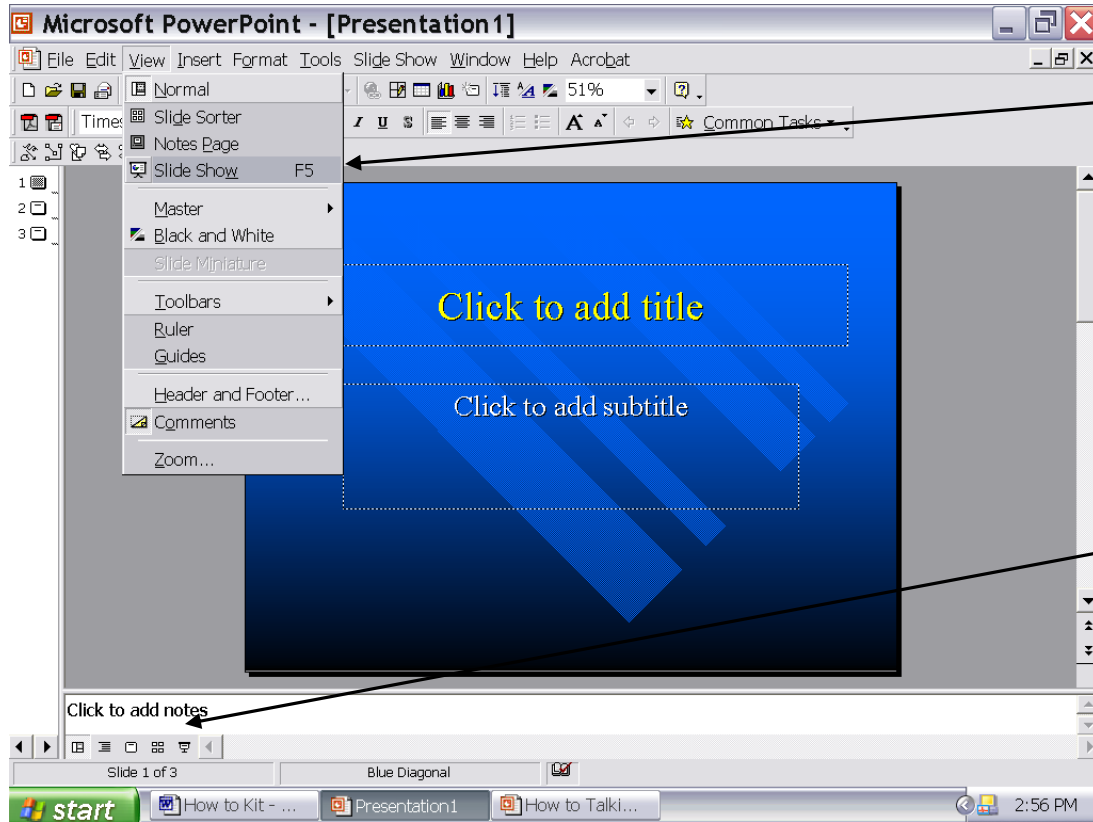 Microsoft PowerPoint - [Presentation1]
File Edit View Insert Format Tools Slide Show Window Help Acrobat
51%
Times
I U S A A Common Tasks
Normal
Slide Sorter
Notes Page
Slide Show F5
Master
Black and White
Slide Miniature
Toolbars
Ruler
Guides
Header and Footer...
Comments
Zoom...
1
2
3
Click to add title
Click to add subtitle
Click to add notes
Slide 1 of 3 Blue Diagonal
start How to Kit - ... Presentation1 How to Talki... 2:56 PM